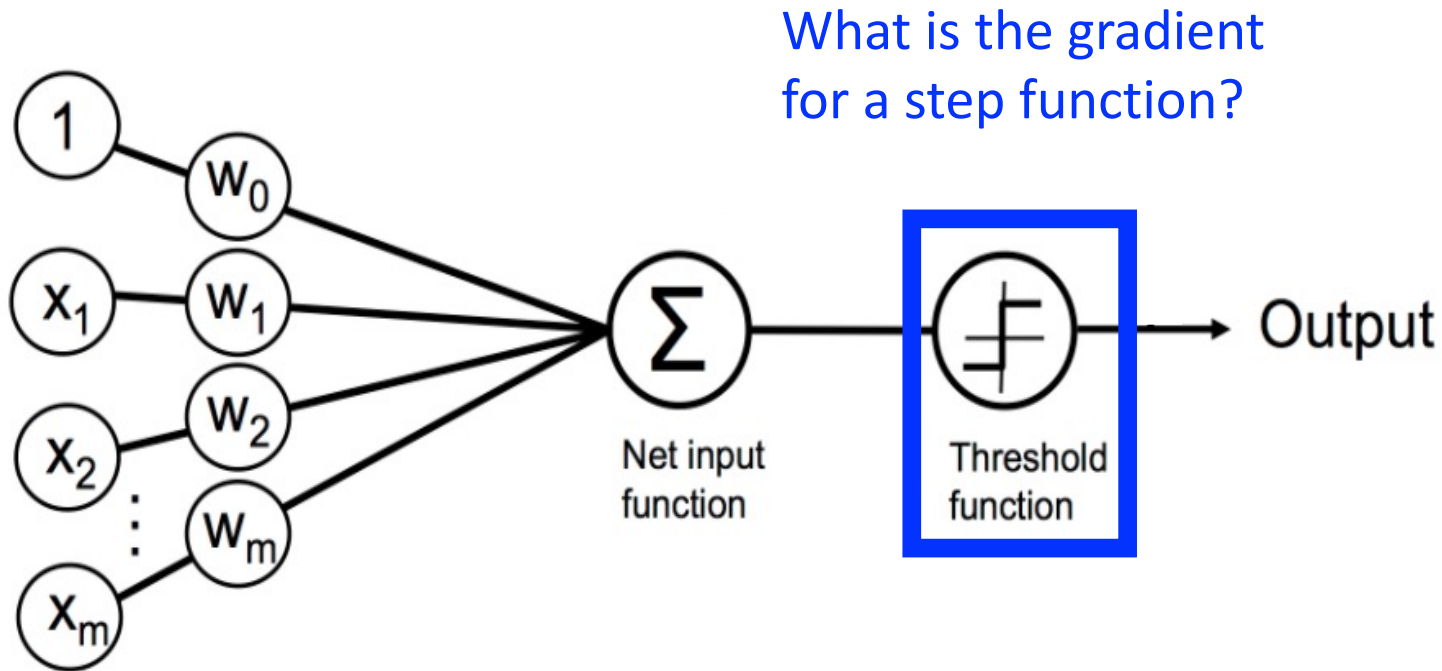 What is the gradient
for a step function?
1
w₀
x₁
w₁
x₂
w₂
⋮
xₘ
wₘ
Σ
Net input
function
Threshold
function
Output